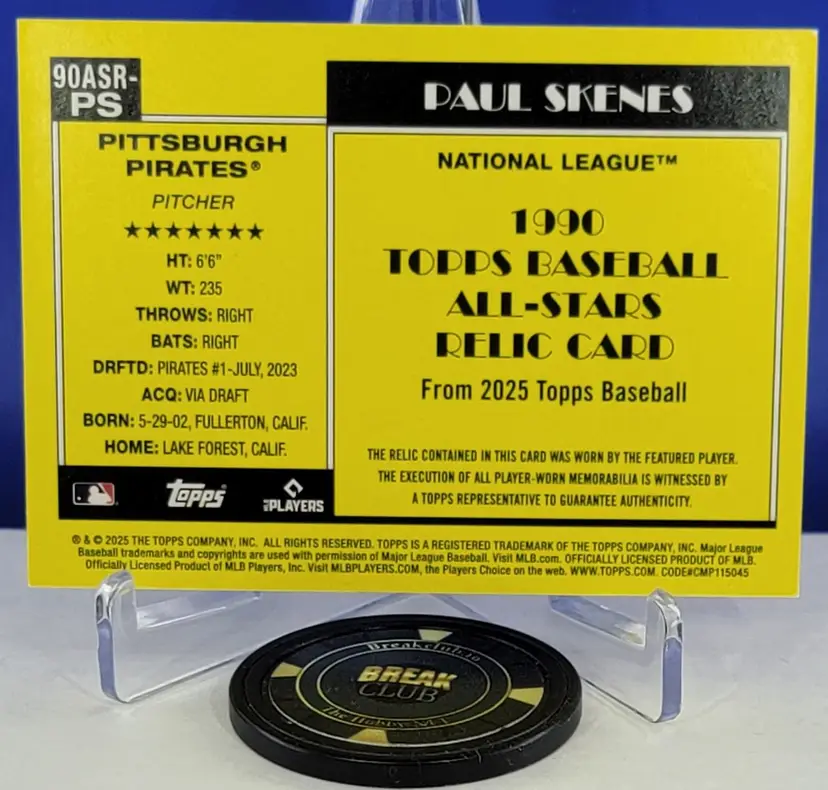 90ASR-
PS
PAUL SKENES
PITTSBURGH
PIRATES®
PITCHER
★★★★★★★
HT: 6'6"
WT: 235
THROWS: RIGHT
BATS: RIGHT
DRFTD: PIRATES #1-JULY, 2023
ACQ: VIA DRAFT
BORN: 5-29-02, FULLERTON, CALIF.
HOME: LAKE FOREST, CALIF.
NATIONAL LEAGUE™
1990
TOPPS BASEBALL
ALL-STARS
RELIC CARD
From 2025 Topps Baseball
THE RELIC CONTAINED IN THIS CARD WAS WORN BY THE FEATURED PLAYER.
THE EXECUTION OF ALL PLAYER-WORN MEMORABILIA IS WITNESSED BY
A TOPPS REPRESENTATIVE TO GUARANTEE AUTHENTICITY.
Topps®
PLAYERS
® & © 2025 THE TOPPS COMPANY, INC. ALL RIGHTS RESERVED. TOPPS IS A REGISTERED TRADEMARK OF THE TOPPS COMPANY, INC. Major League
Baseball trademarks and copyrights are used with permission of Major League Baseball. Visit MLB.com. OFFICIALLY LICENSED PRODUCT OF MLB.
Officially Licensed Product of MLB Players, Inc. Visit MLBPLAYERS.COM, the Players Choice on the web. WWW.TOPPS.COM. CODE#CMP115045
Breakclub.io
BREAK
CLUB
The